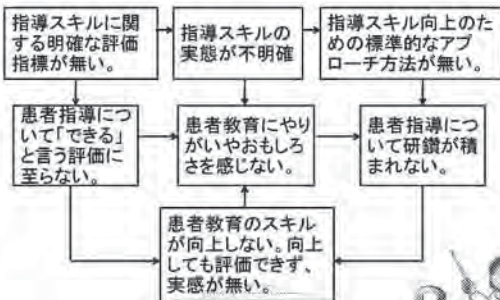 指導スキルに関
する明確な評価
指標が無い。
指導スキルの
実態が不明確
指導スキル向上のた
めの標準的なアプ
ローチ方法が無い。
患者指導につ
いて「できる」
と言う評価に
至らない。
患者教育にやり
がいやおもしろ
さを感じない。
患者指導につ
いて研鑽が積
まれない。
患者教育のスキル
が向上しない。向上
しても評価できず、
実感が無い。